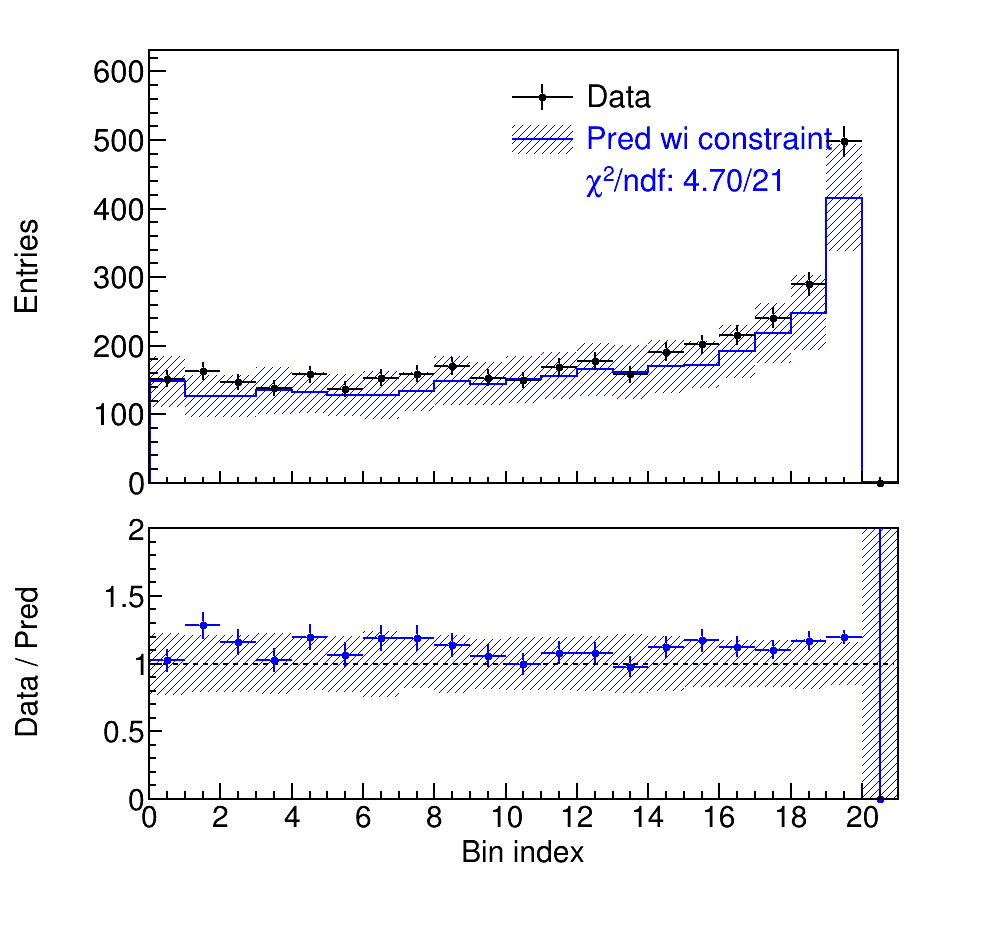 Entries
600
500
400
300
200
100
0
Data
Pred wi constraint
χ²/ndf: 4.70/21
Data / Pred
2
1.5
1
0.5
0
0 2 4 6 8 10 12 14 16 18 20
Bin index